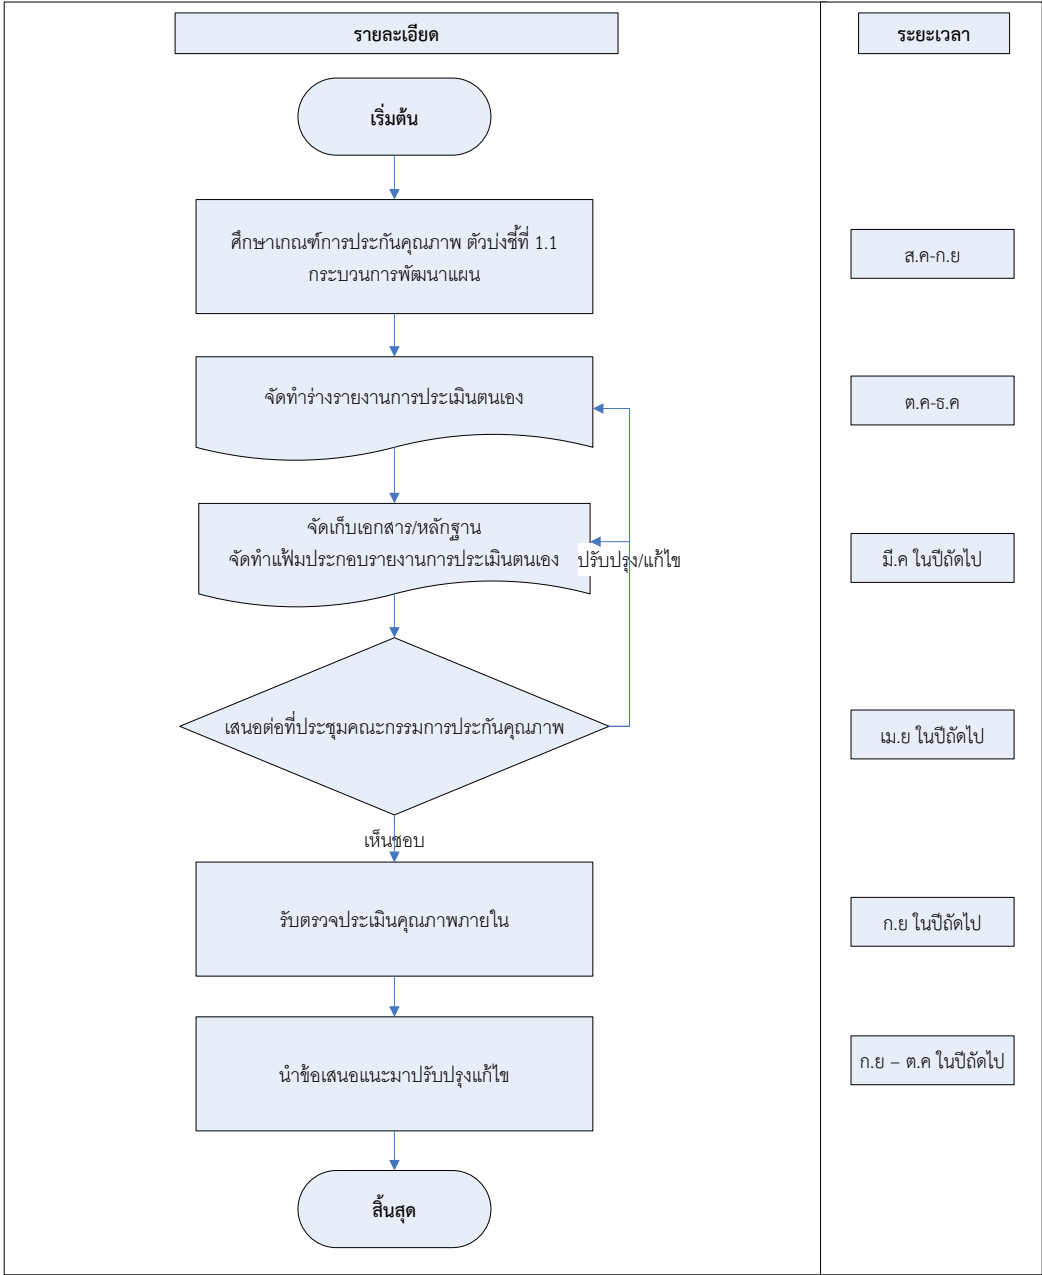 รายละเอียด
ระยะเวลา
เริ่มต้น
ศึกษาเกณฑ์การประกันคุณภาพ ตัวบ่งชี้ที่ 1.1
กระบวนการพัฒนาแผน
ส.ค-ก.ย
จัดทำร่างรายงานการประเมินตนเอง
ต.ค-ธ.ค
จัดเก็บเอกสาร/หลักฐาน
จัดทำแฟ้มประกอบรายงานการประเมินตนเอง
ปรับปรุง/แก้ไข
มี.ค ในปีถัดไป
เสนอต่อที่ประชุมคณะกรรมการประกันคุณภาพ
เม.ย ในปีถัดไป
เห็นชอบ
รับตรวจประเมินคุณภาพภายใน
ก.ย ในปีถัดไป
นำข้อเสนอแนะมาปรับปรุงแก้ไข
ก.ย – ต.ค ในปีถัดไป
สิ้นสุด